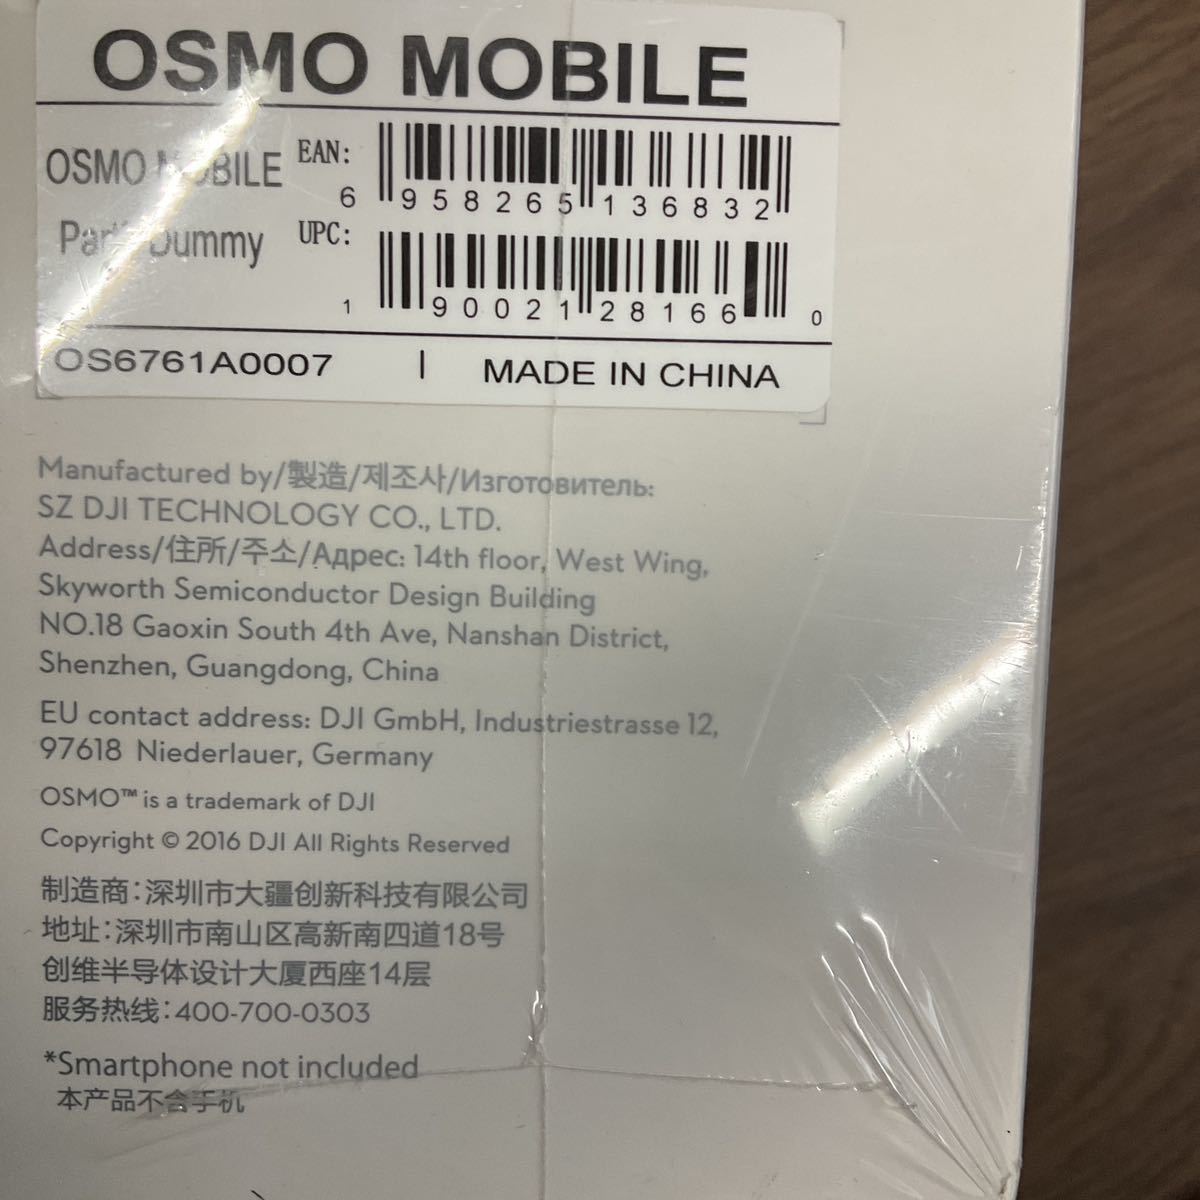 OSMO MOBILE
OSMO MOBILE
Part Dummy
EAN:
6 958265 136832
UPC:
1 90021 28166 0
OS6761A0007 | MADE IN CHINA
Manufactured by/製造/제조사/Изготовитель:
SZ DJI TECHNOLOGY CO., LTD.
Address/住所/주소/Адрес: 14th floor, West Wing,
Skyworth Semiconductor Design Building
NO.18 Gaoxin South 4th Ave, Nanshan District,
Shenzhen, Guangdong, China
EU contact address: DJI GmbH, Industriestrasse 12,
97618 Niederlauer, Germany
OSMO™ is a trademark of DJI
Copyright © 2016 DJI All Rights Reserved
制造商:深圳市大疆创新科技有限公司
地址:深圳市南山区高新南四道18号
创维半导体设计大厦西座14层
服务热线:400-700-0303
*Smartphone not included
本产品不含手机